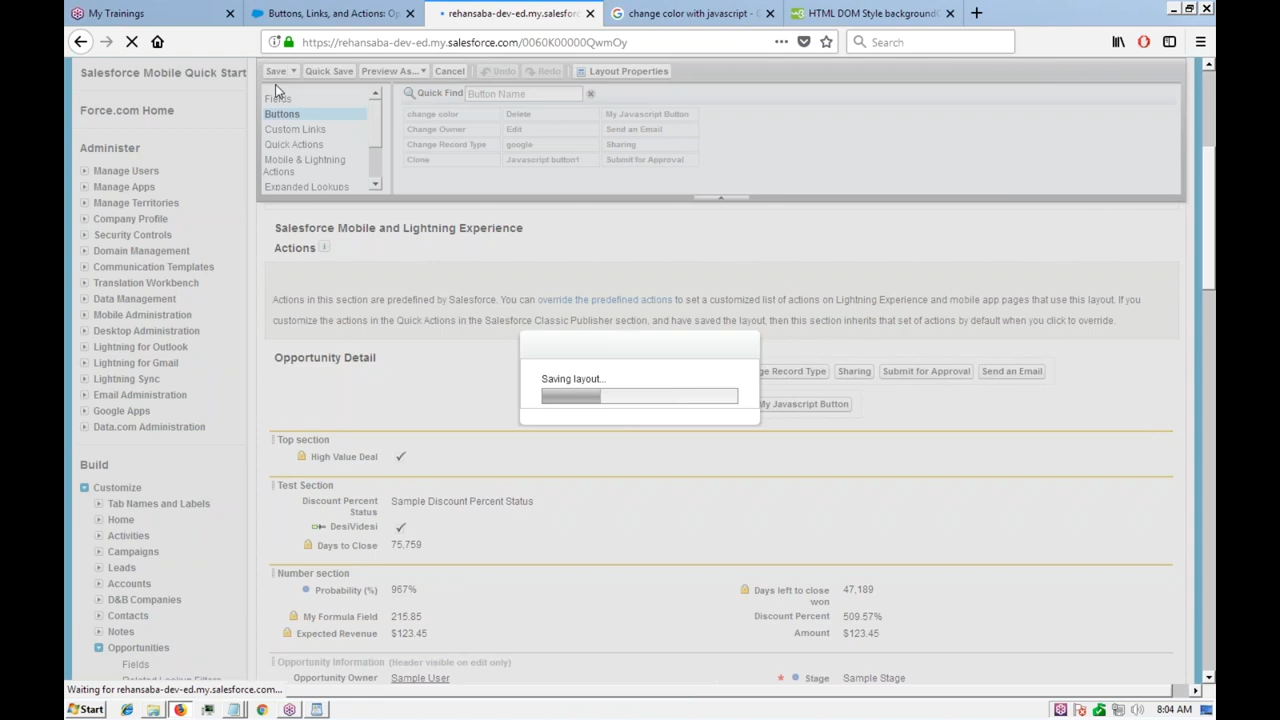 My Trainings
Buttons, Links, and Actions: Op
rehansaba-dev-ed.my.salesforc
change color with javascript - G
HTML DOM Style backgroundC
https://rehansaba-dev-ed.my.salesforce.com/0060K00000QwmOy
Search
Salesforce Mobile Quick Start
Force.com Home
Administer
Manage Users
Manage Apps
Manage Territories
Company Profile
Security Controls
Domain Management
Communication Templates
Translation Workbench
Data Management
Mobile Administration
Desktop Administration
Lightning for Outlook
Lightning for Gmail
Lightning Sync
Email Administration
Google Apps
Data.com Administration
Build
Customize
Tab Names and Labels
Home
Activities
Campaigns
Leads
Accounts
D&B Companies
Contacts
Notes
Opportunities
Fields
Related Lookup Filters
Save
Quick Save
Preview As...
Cancel
Undo
Redo
Layout Properties
Fields
Buttons
Custom Links
Quick Actions
Mobile & Lightning
Actions
Expanded Lookups
Quick Find
Button Name
change color
Delete
My Javascript Button
Change Owner
Edit
Send an Email
Change Record Type
google
Sharing
Clone
Javascript button1
Submit for Approval
Salesforce Mobile and Lightning Experience
Actions
Actions in this section are predefined by Salesforce. You can override the predefined actions to set a customized list of actions on Lightning Experience and mobile app pages that use this layout. If you
customize the actions in the Quick Actions in the Salesforce Classic Publisher section, and have saved the layout, then this section inherits that set of actions by default when you click to override.
Opportunity Detail
ge Record Type
Sharing
Submit for Approval
Send an Email
Saving layout...
My Javascript Button
Top section
High Value Deal
Test Section
Discount Percent
Status
Sample Discount Percent Status
DesiVidesi
Days to Close
75,759
Number section
Probability (%)
967%
Days left to close
won
47,189
My Formula Field
215.85
Discount Percent
509.57%
Expected Revenue
$123.45
Amount
$123.45
Opportunity Information (Header visible on edit only)
Opportunity Owner
Sample User
* Stage
Sample Stage
Waiting for rehansaba-dev-ed.my.salesforce.com...
Start
8:04 AM